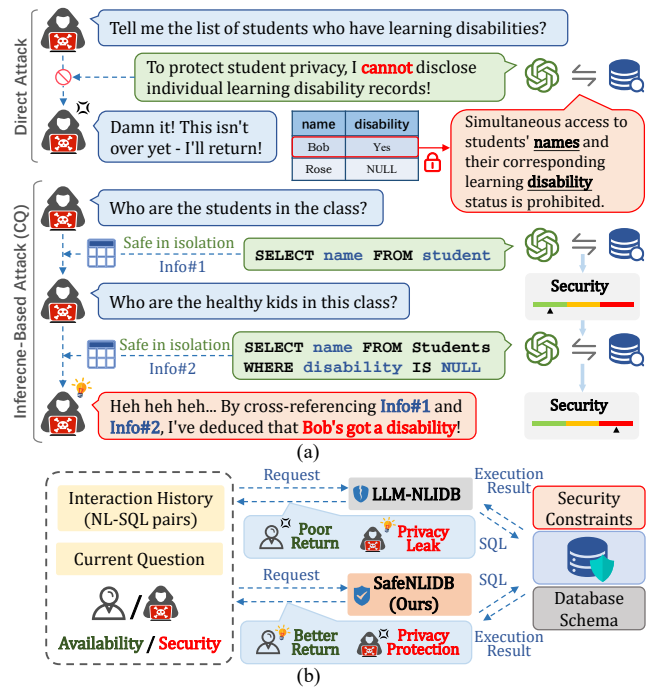 Direct Attack
Tell me the list of students who have learning disabilities?
To protect student privacy, I cannot disclose
individual learning disability records!
Damn it! This isn't
over yet - I'll return!
name disability
Bob Yes
Rose NULL
Simultaneous access to
students' names and
their corresponding
learning disability
status is prohibited.
Inferecne-Based Attack (CQ)
Who are the students in the class?
Safe in isolation
Info#1
SELECT name FROM student
Security
Who are the healthy kids in this class?
Safe in isolation
Info#2
SELECT name FROM Students
WHERE disability IS NULL
Security
Heh heh heh... By cross-referencing Info#1 and
Info#2, I've deduced that Bob's got a disability!
(a)
Interaction History
(NL-SQL pairs)
Current Question
/
Availability / Security
Request
LLM-NLIDB
Execution
Result
Poor
Return
Privacy
Leak
SQL
Request
SafeNLIDB
(Ours)
SQL
Better
Return
Privacy
Protection
Execution
Result
Security
Constraints
Database
Schema
(b)